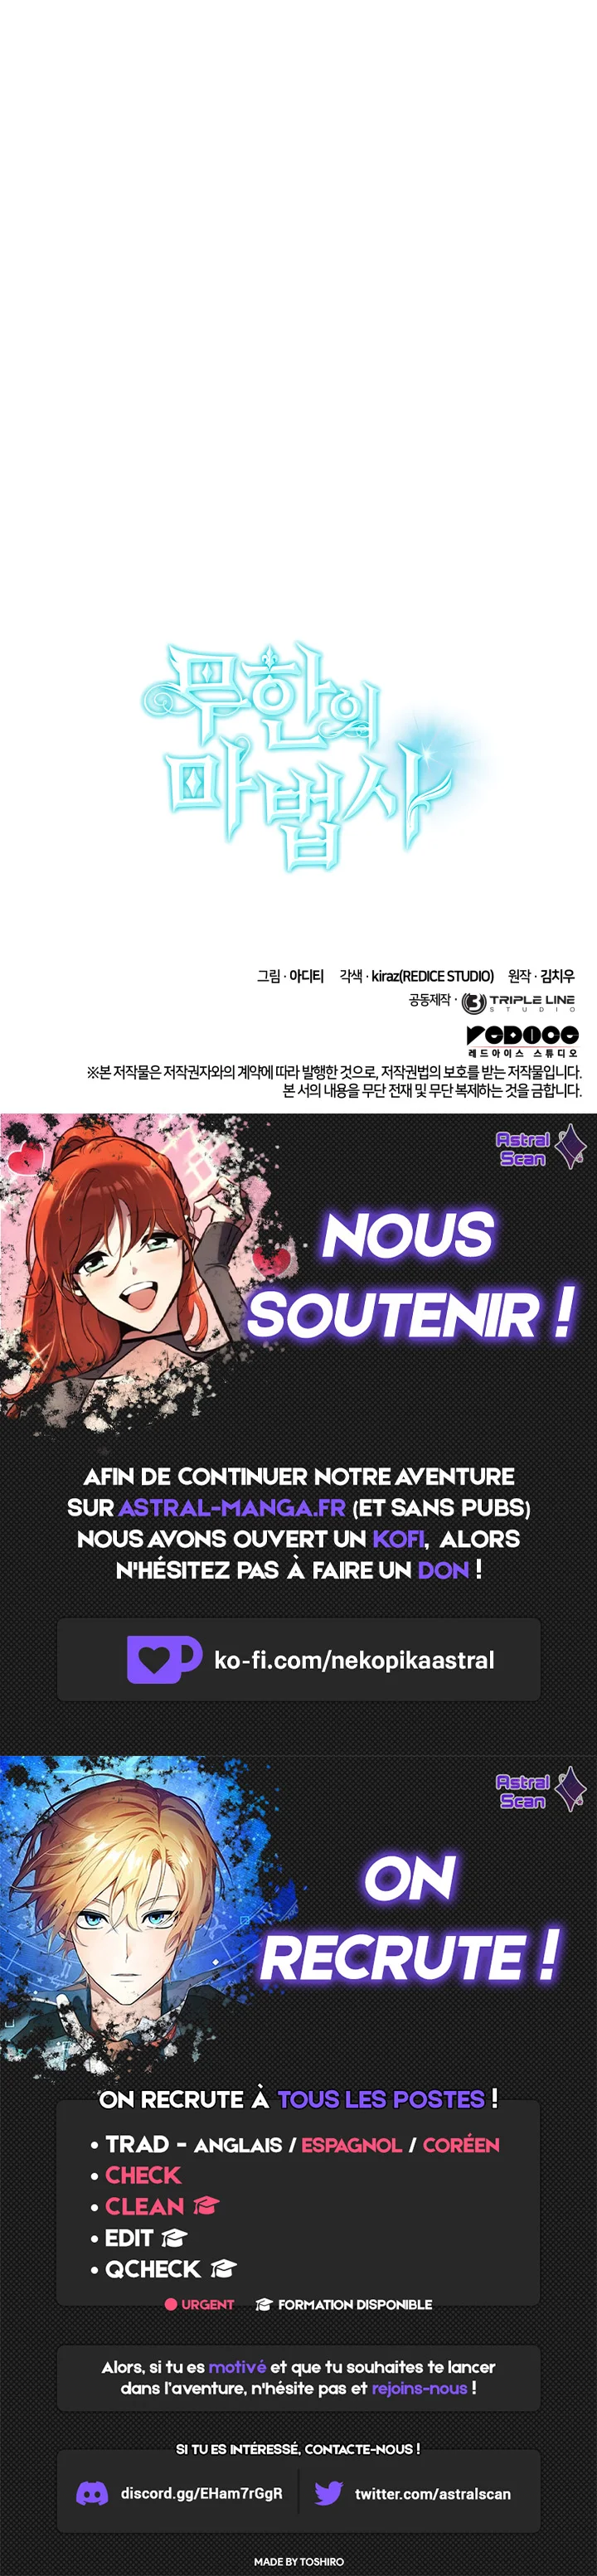 무한의
마법사
그림 · 아디티 각색 · kiraz(REDICE STUDIO) 원작 · 김치우
공동제작 · TRIPLE LINE
STUDIO
REDICE
레드아이스 스튜디오
※본 저작물은 저작권자와의 계약에 따라 발행한 것으로, 저작권법의 보호를 받는 저작물입니다.
본 서의 내용을 무단 전재 및 무단 복제하는 것을 금합니다.
Astral
Scan
NOUS
SOUTENIR !
AFIN DE CONTINUER NOTRE AVENTURE
SUR ASTRAL-MANGA.FR (ET SANS PUBS)
NOUS AVONS OUVERT UN KOFI, ALORS
N'HÉSITEZ PAS À FAIRE UN DON !
ko-fi.com/nekopikaastral
Astral
Scan
ON
RECRUTE !
ON RECRUTE À TOUS LES POSTES !
• TRAD - ANGLAIS / ESPAGNOL / CORÉEN
• CHECK
• CLEAN
• EDIT
• QCHECK
URGENT FORMATION DISPONIBLE
Alors, si tu es motivé et que tu souhaites te lancer
dans l'aventure, n'hésite pas et rejoins-nous !
SI TU ES INTÉRESSÉ, CONTACTE-NOUS !
discord.gg/EHam7rGgR twitter.com/astralscan
MADE BY TOSHIRO